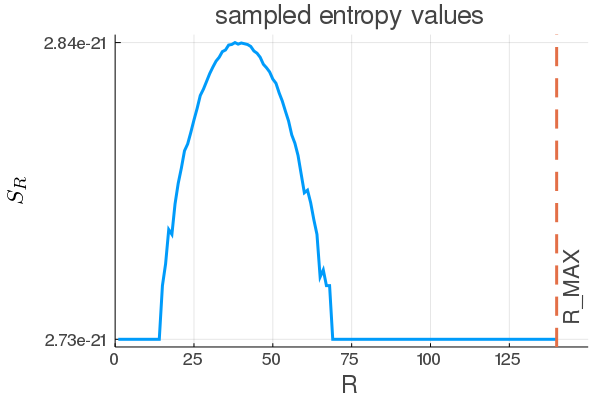 sampled entropy values
2.84e-21
S_R
R_MAX
2.73e-21
0 25 50 75 100 125
R